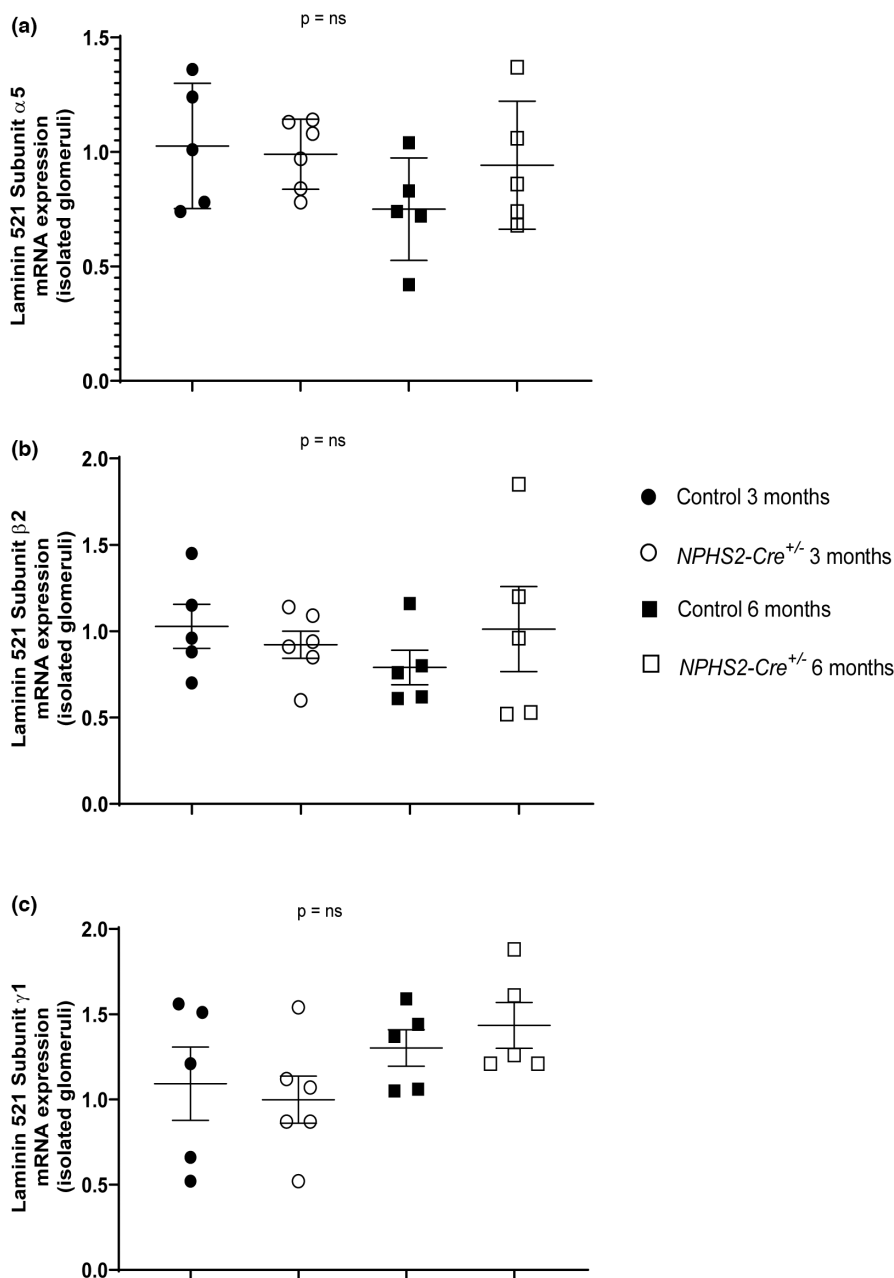 (a)
p = ns
Laminin 521 Subunit α5
mRNA expression
(isolated glomeruli)
1.5
1.0
0.5
0.0
(b)
p = ns
Laminin 521 Subunit β2
mRNA expression
(isolated glomeruli)
2.0
1.5
1.0
0.5
0.0
Control 3 months
NPHS2-Cre+/- 3 months
Control 6 months
NPHS2-Cre+/- 6 months
(c)
p = ns
Laminin 521 Subunit γ1
mRNA expression
(isolated glomeruli)
2.0
1.5
1.0
0.5
0.0